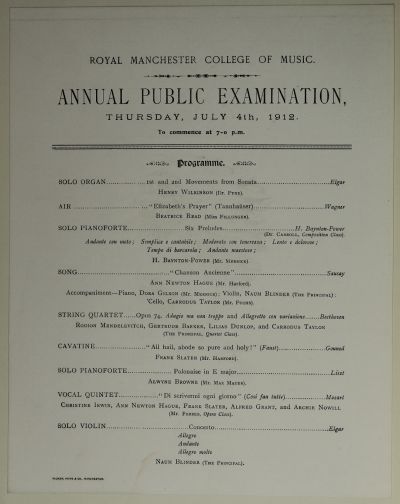 ROYAL MANCHESTER COLLEGE OF MUSIC.
ANNUAL PUBLIC EXAMINATION,
THURSDAY, JULY 4th, 1912.
To commence at 7-0 p.m.
Programme.
SOLO ORGAN 1st and 2nd Movements from Sonata Elgar
HENRY WILKINSON (Dr. PYNE).
AIR "Elizabeth's Prayer" (Tannhäuser) Wagner
BEATRICE READ (Miss FILLUNGER).
SOLO PIANOFORTE Six Preludes H. Baynton-Power
(Dr. CARROLL, Composition Class).
Andante con moto; Semplice e cantabile; Moderato con tenerezza; Lento e doloroso;
Tempo di barcarola; Andante maestoso;
H. BAYNTON-POWER (Mr. MERRICK).
SONG "Chanson Ancienne" Sauzay
ANN NEWTON HAGUE (Mr. Harford).
Accompaniment—Piano, DORA GILSON (Mr. MERRICK): Violin, NAUM BLINDER (THE PRINCIPAL):
'Cello, CARRODUS TAYLOR (Mr. FUCHS).
STRING QUARTET Opus 74. Adagio ma non troppo and Allegretto con variazione Beethoven
ROMON MENDELEVITCH, GERTRUDE BARKER, LILIAS DUNLOP, and CARRODUS TAYLOR
(THE PRINCIPAL, Quartet Class).
CAVATINE "All hail, abode so pure and holy!" (Faust) Gounod
FRANK SLATER (Mr. HARFORD).
SOLO PIANOFORTE Polonaise in E major Liszt
ALWYNE BROWNE (Mr. MAX MAYER).
VOCAL QUINTET "Di scrivermi ogni giorno" (Cosi fan tutte) Mozart
CHRISTINE IRWIN, ANN NEWTON HAGUE, FRANK SLATER, ALFRED GRANT, and ARCHIE NOWILL
(Mr. FORBES, Opera Class).
SOLO VIOLIN Concerto Elgar
Allegro
Andante
Allegro molto
NAUM BLINDER (THE PRINCIPAL).